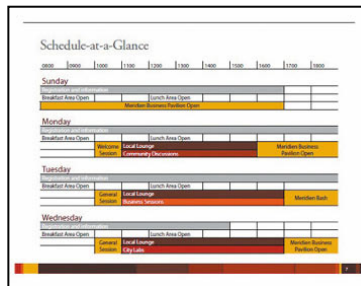 Schedule-at-a-Glance
0800 0900 1000 1100 1200 1300 1400 1500 1600 1700 1800
Sunday
Registration and Information
Breakfast Area Open Lunch Area Open
Meridien Business Pavilion Open
Monday
Registration and Information
Breakfast Area Open Lunch Area Open
Welcome Session Local Lounge Meridien Business Pavilion Open
Community Discussions
Tuesday
Registration and Information
Breakfast Area Open Lunch Area Open
General Session Local Lounge Meridien Bash
Business Sessions
Wednesday
Registration and Information
Breakfast Area Open Lunch Area Open
General Session Local Lounge Meridien Business Pavilion Open
City Labs